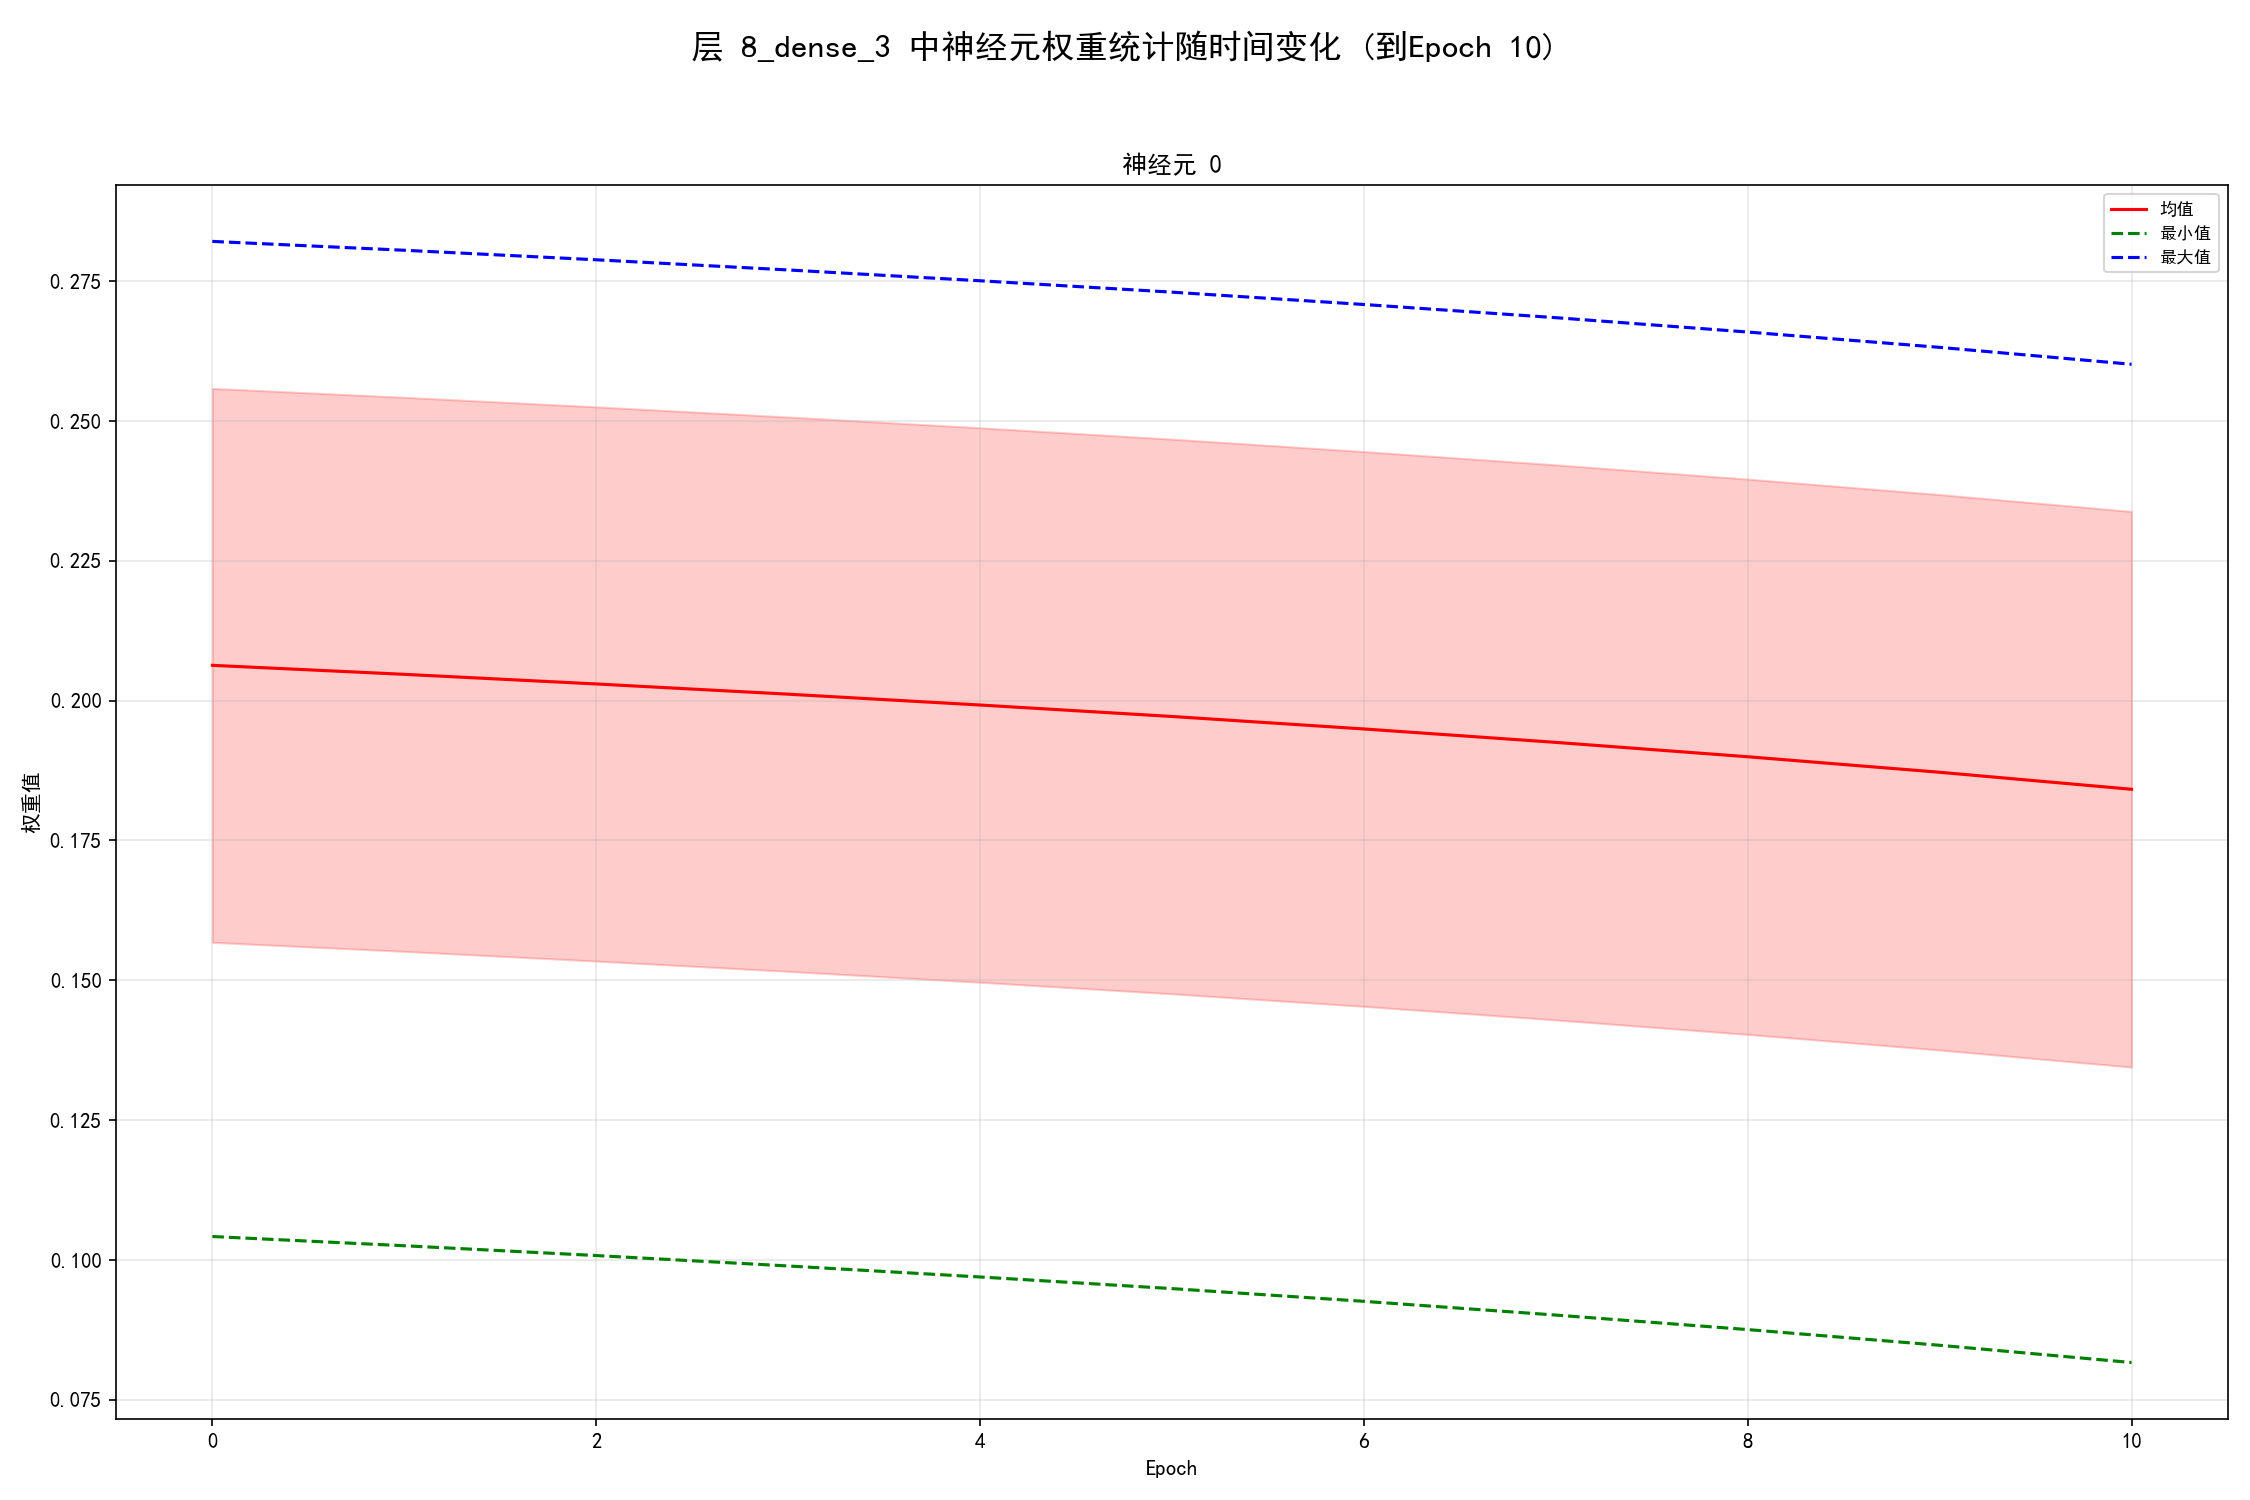 层 8_dense_3 中神经元权重统计随时间变化 (到Epoch 10)
神经元 0
均值
最小值
最大值
0.275
0.250
0.225
0.200
0.175
0.150
0.125
0.100
0.075
权重值
0 2 4 6 8 10
Epoch